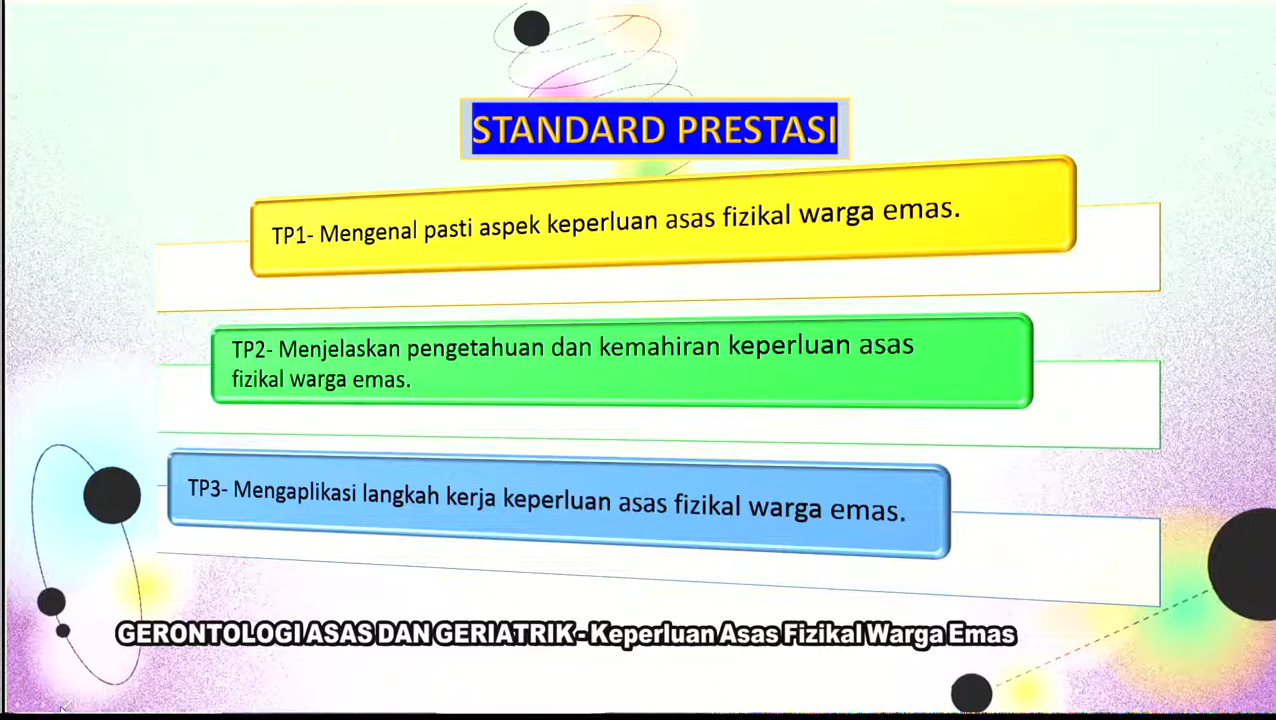 STANDARD PRESTASI
TP1- Mengenal pasti aspek keperluan asas fizikal warga emas.
TP2- Menjelaskan pengetahuan dan kemahiran keperluan asas
fizikal warga emas.
TP3- Mengaplikasi langkah kerja keperluan asas fizikal warga emas.
GERONTOLOGI ASAS DAN GERIATRIK - Keperluan Asas Fizikal Warga Emas